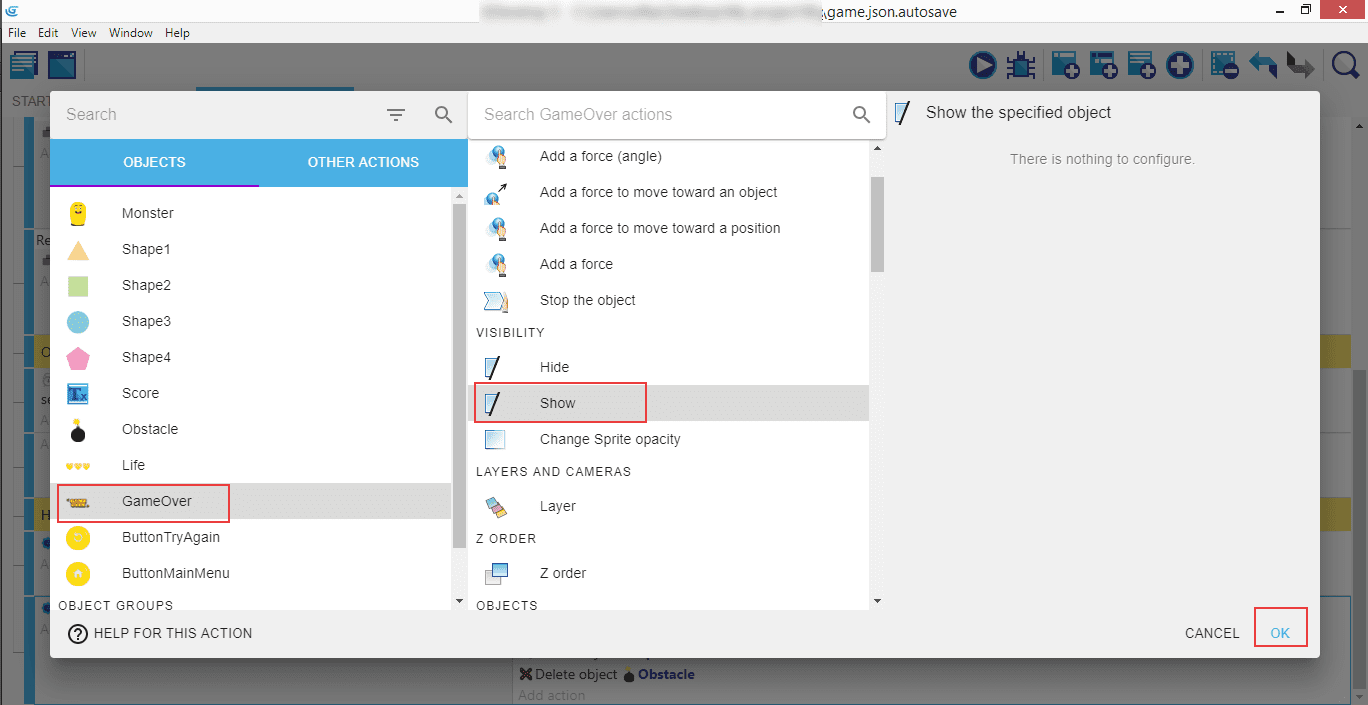 \game.json.autosave
File Edit View Window Help
START
Search
Search GameOver actions
Show the specified object
OBJECTS
OTHER ACTIONS
There is nothing to configure.
Monster
Shape1
Shape2
Shape3
Shape4
Score
Obstacle
Life
GameOver
ButtonTryAgain
ButtonMainMenu
OBJECT GROUPS
Add a force (angle)
Add a force to move toward an object
Add a force to move toward a position
Add a force
Stop the object
VISIBILITY
Hide
Show
Change Sprite opacity
LAYERS AND CAMERAS
Layer
Z ORDER
Z order
OBJECTS
Re
? HELP FOR THIS ACTION
CANCEL
OK
Delete object Obstacle
Add action